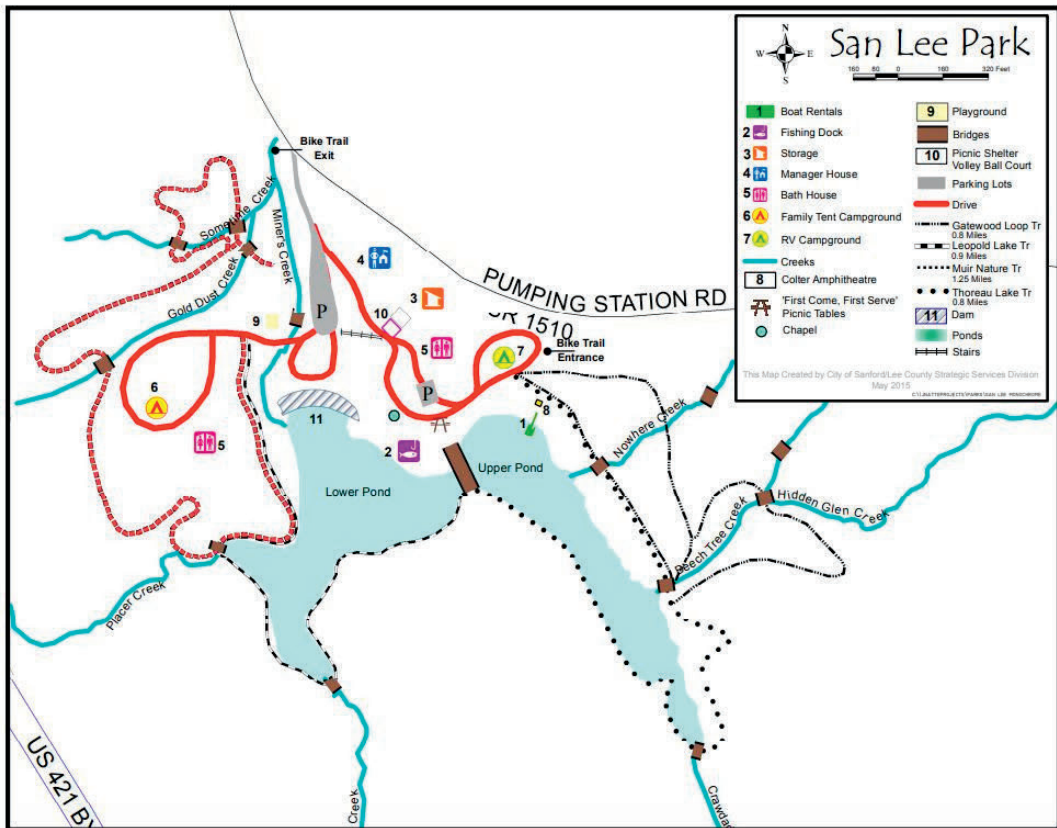 San Lee Park
N
W
E
S
160 80 0 160 320 Feet
1 Boat Rentals
2 Fishing Dock
3 Storage
4 Manager House
5 Bath House
6 Family Tent Campground
7 RV Campground
Creeks
8 Colter Amphitheatre
'First Come, First Serve'
Picnic Tables
Chapel
9 Playground
Bridges
10 Picnic Shelter
Volley Ball Court
Parking Lots
Drive
Gatewood Loop Tr
0.8 Miles
Leopold Lake Tr
0.9 Miles
Muir Nature Tr
1.25 Miles
Thoreau Lake Tr
0.8 Miles
11 Dam
Ponds
Stairs
This Map Created by City of Sanford/Lee County Strategic Services Division
May 2015
Bike Trail
Exit
Sometime Creek
Miner's Creek
Gold Dust Creek
4
3
PUMPING STATION RD
SR 1510
P
10
9
5
7
Bike Trail
Entrance
P
6
8
1
11
2
5
Nowhere Creek
Upper Pond
Lower Pond
Hidden Glen Creek
Beech Tree Creek
Placer Creek
US 421 BY
Creek
Crawda